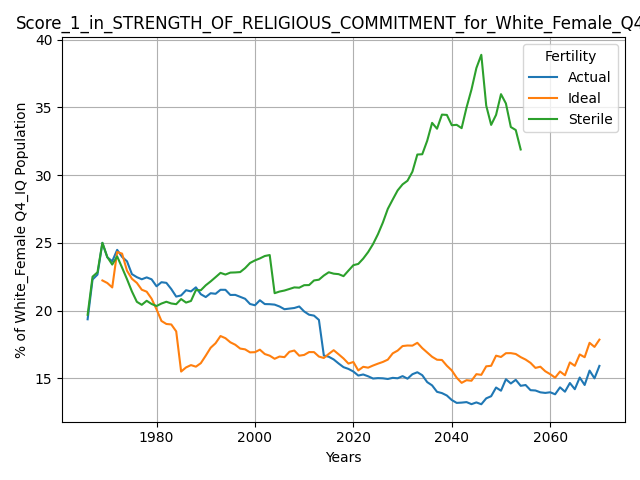 Score_1_in_STRENGTH_OF_RELIGIOUS_COMMITMENT_for_White_Female_Q4
40
35
30
25
20
15
% of White_Female Q4_IQ Population
Fertility
Actual
Ideal
Sterile
1980
2000
2020
2040
2060
Years